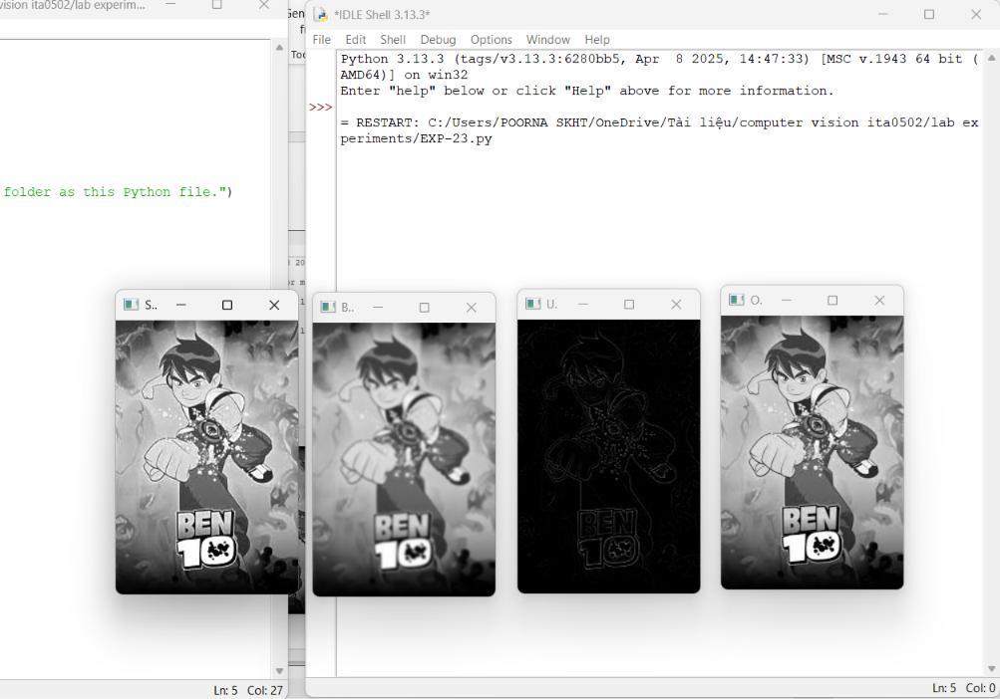 vision ita0502/lab experim...
folder as this Python file.")
Ln: 5 Col: 27
*IDLE Shell 3.13.3*
File Edit Shell Debug Options Window Help
Python 3.13.3 (tags/v3.13.3:6280bb5, Apr  8 2025, 14:47:33) [MSC v.1943 64 bit (
AMD64)] on win32
Enter "help" below or click "Help" above for more information.
>>>
= RESTART: C:/Users/POORNA SKHT/OneDrive/Tài liệu/computer vision ita0502/lab ex
periments/EXP-23.py
S..
B..
U.
O.
BEN
10
BEN
10
BEN
10
BEN
10
Ln: 5 Col: 0